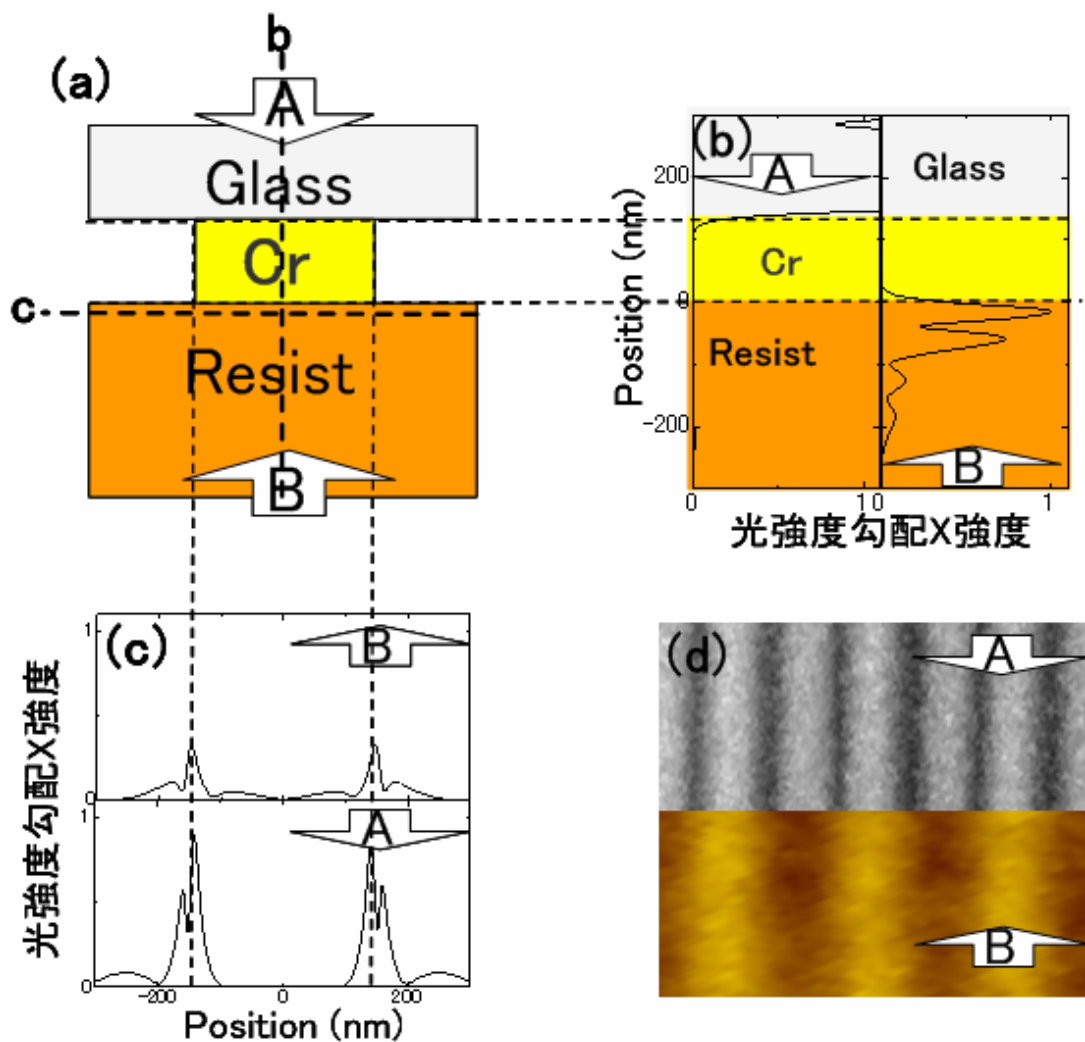 b
(a)
A
Glass
Cr
c
Resist
B
(b)
A
Glass
Cr
Resist
B
Position (nm)
200
0
-200
0
1 0
1
光強度勾配X強度
(c)
B
A
光強度勾配X強度
1
0
1
0
-200
0
200
Position (nm)
(d)
A
B